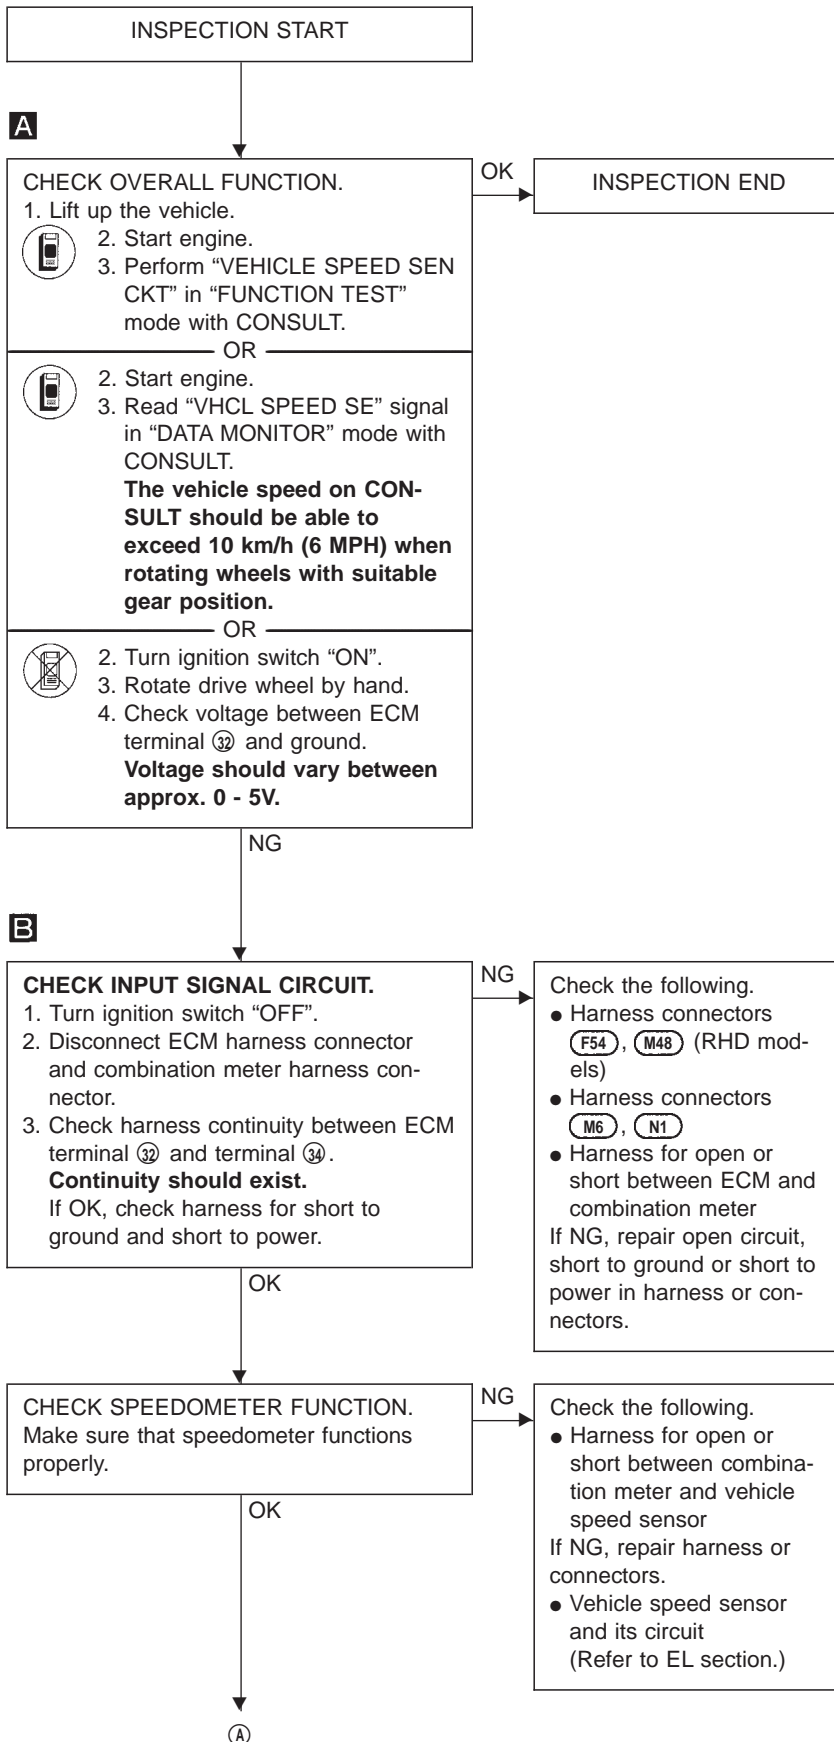 INSPECTION START
A
CHECK OVERALL FUNCTION.
1. Lift up the vehicle.
2. Start engine.
3. Perform “VEHICLE SPEED SEN
CKT” in “FUNCTION TEST”
mode with CONSULT.
OR
2. Start engine.
3. Read “VHCL SPEED SE” signal
in “DATA MONITOR” mode with
CONSULT.
The vehicle speed on CON-
SULT should be able to
exceed 10 km/h (6 MPH) when
rotating wheels with suitable
gear position.
OR
2. Turn ignition switch “ON”.
3. Rotate drive wheel by hand.
4. Check voltage between ECM
terminal ㉜ and ground.
Voltage should vary between
approx. 0 - 5V.
OK
INSPECTION END
NG
B
CHECK INPUT SIGNAL CIRCUIT.
1. Turn ignition switch “OFF”.
2. Disconnect ECM harness connector
and combination meter harness con-
nector.
3. Check harness continuity between ECM
terminal ㉜ and terminal ㉞.
Continuity should exist.
If OK, check harness for short to
ground and short to power.
NG
Check the following.
● Harness connectors
F54, M48 (RHD mod-
els)
● Harness connectors
M6, N1
● Harness for open or
short between ECM and
combination meter
If NG, repair open circuit,
short to ground or short to
power in harness or con-
nectors.
OK
CHECK SPEEDOMETER FUNCTION.
Make sure that speedometer functions
properly.
NG
Check the following.
● Harness for open or
short between combina-
tion meter and vehicle
speed sensor
If NG, repair harness or
connectors.
● Vehicle speed sensor
and its circuit
(Refer to EL section.)
OK
Ⓐ